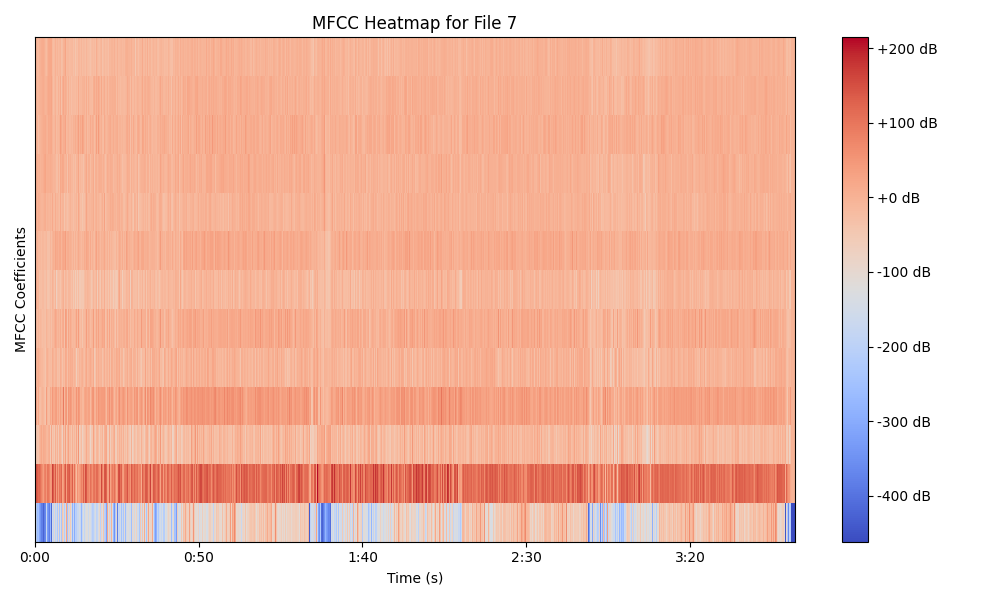 MFCC Heatmap for File 7
MFCC Coefficients
+200 dB
+100 dB
+0 dB
-100 dB
-200 dB
-300 dB
-400 dB
0:00 0:50 1:40 2:30 3:20
Time (s)